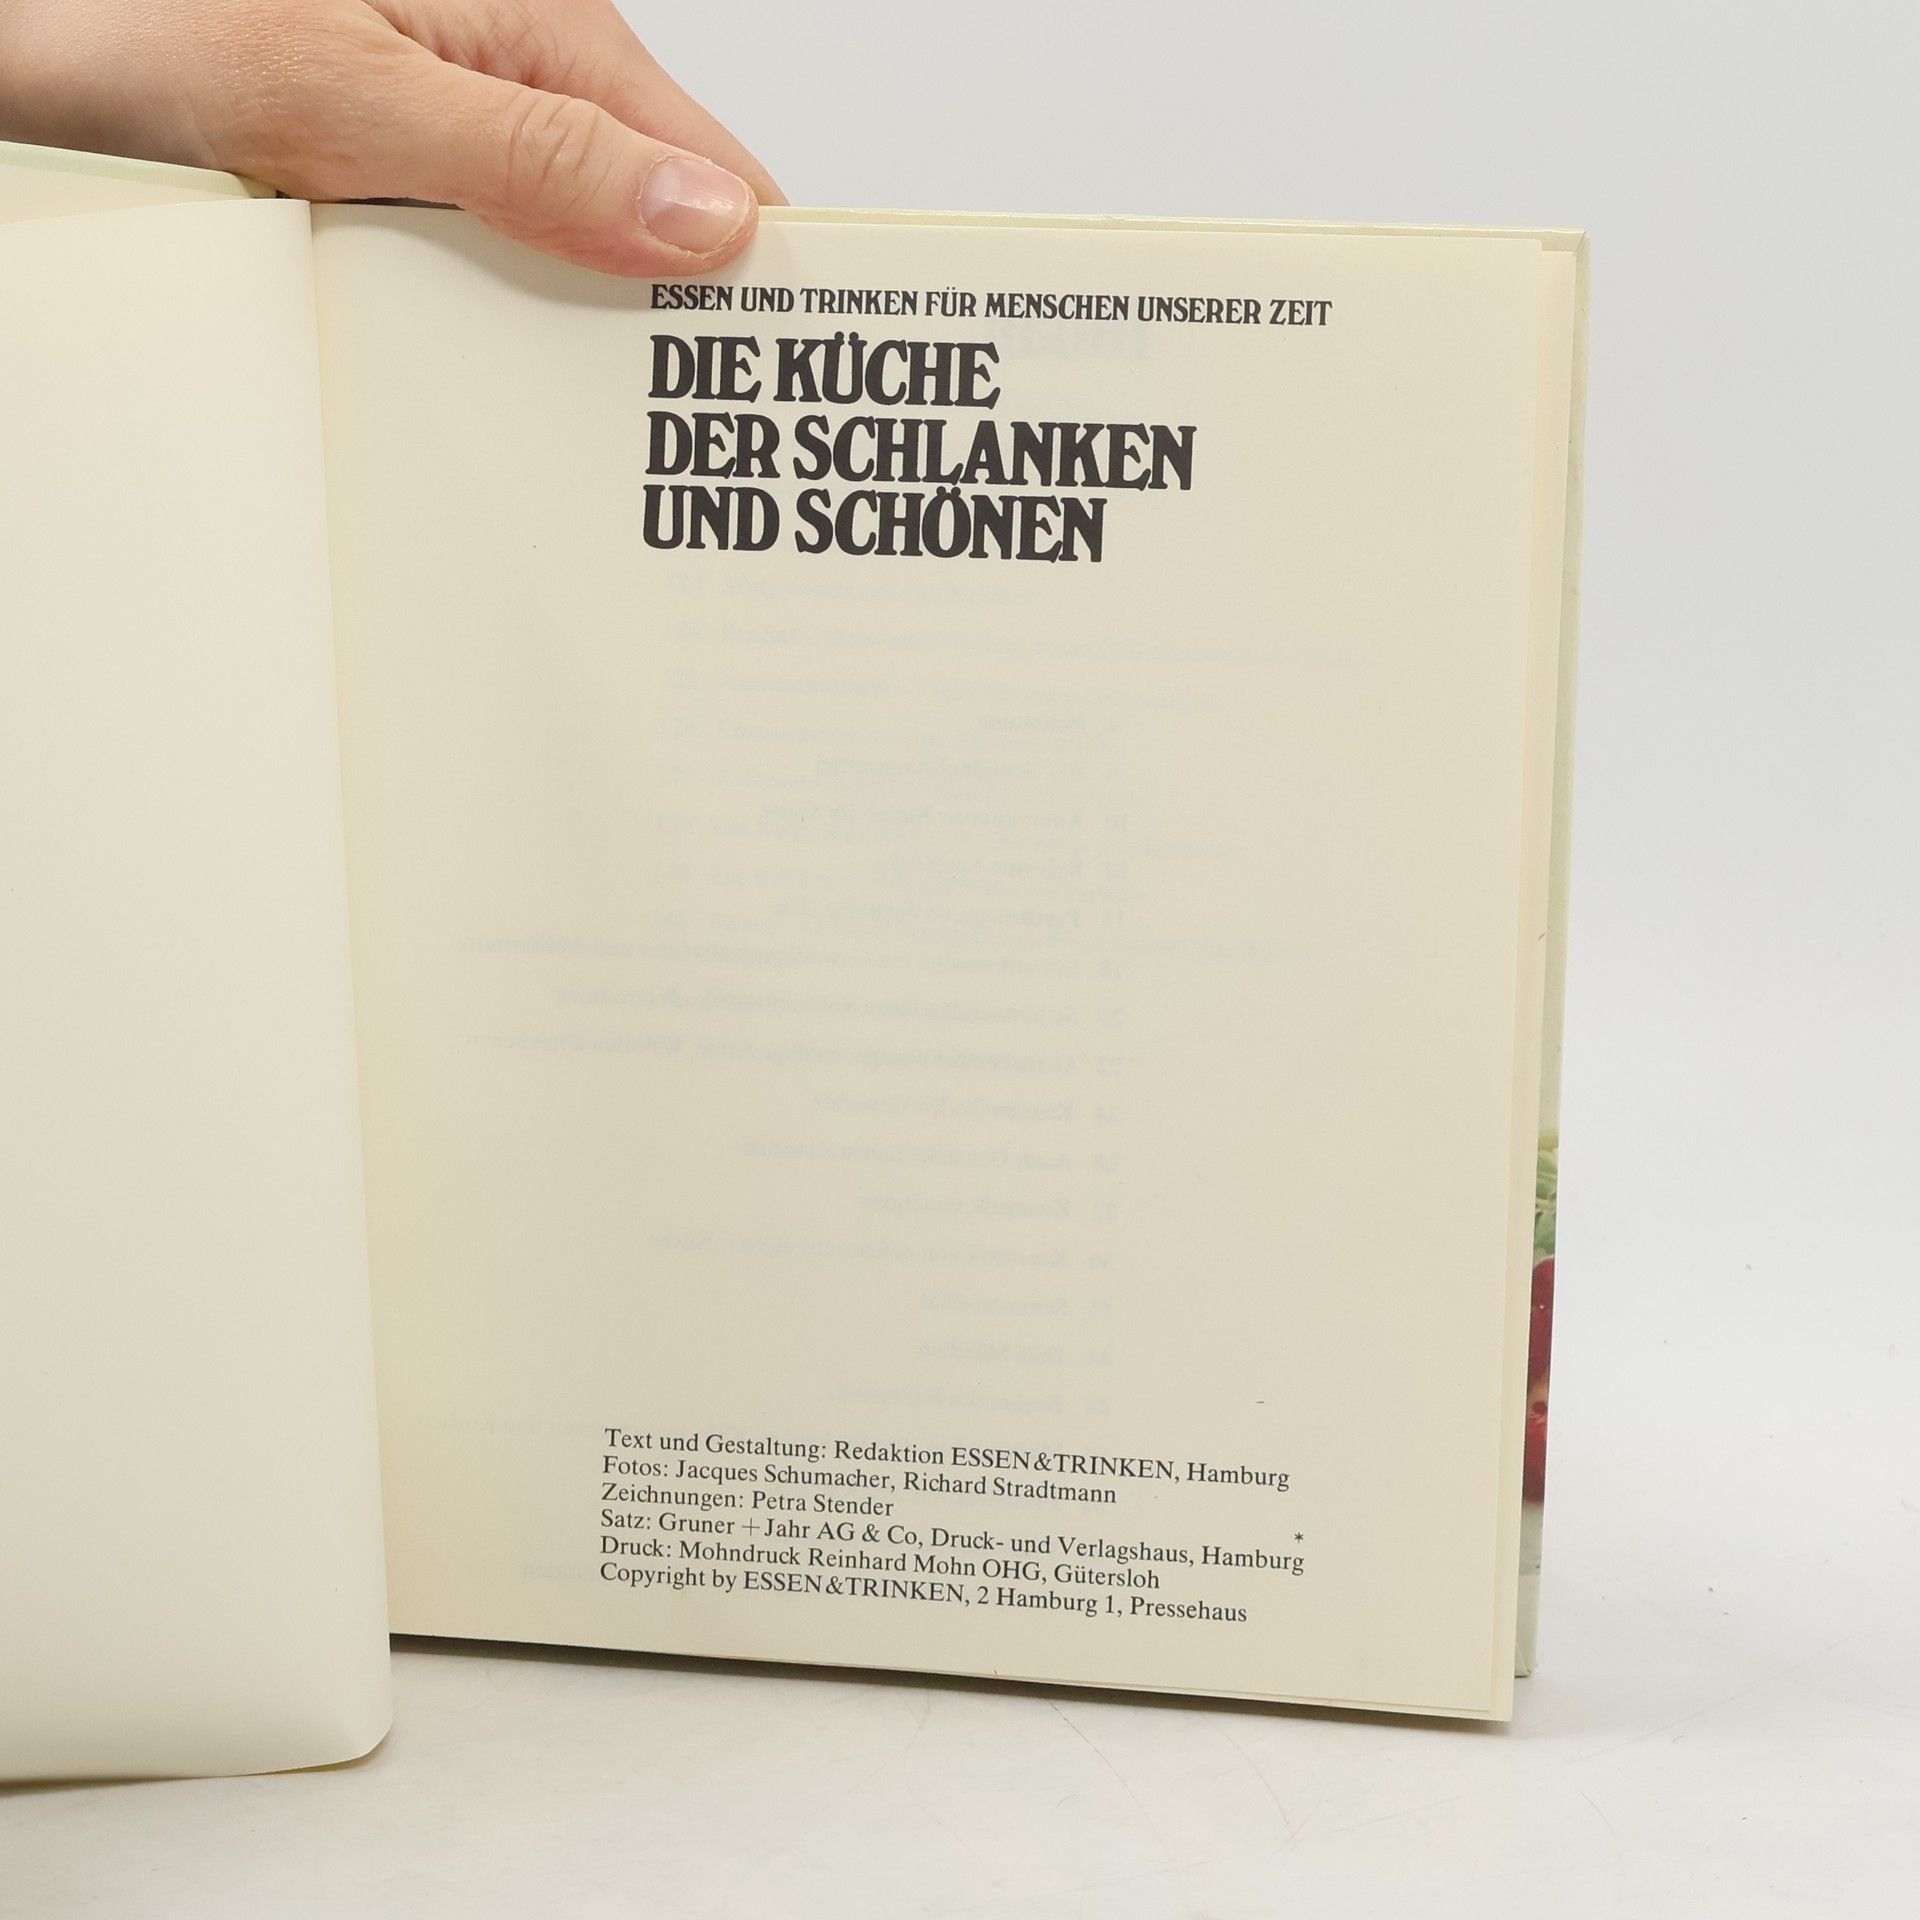 ESSEN UND TRINKEN FÜR MENSCHEN UNSERER ZEIT
DIE KÜCHE
DER SCHLANKEN
UND SCHÖNEN
Text und Gestaltung: Redaktion ESSEN&TRINKEN, Hamburg
Fotos: Jacques Schumacher, Richard Stradtmann
Zeichnungen: Petra Stender
*
Satz: Gruner + Jahr AG & Co, Druck- und Verlagshaus, Hamburg
Druck: Mohndruck Reinhard Mohn OHG, Gütersloh
Copyright by ESSEN&TRINKEN, 2 Hamburg 1, Pressehaus